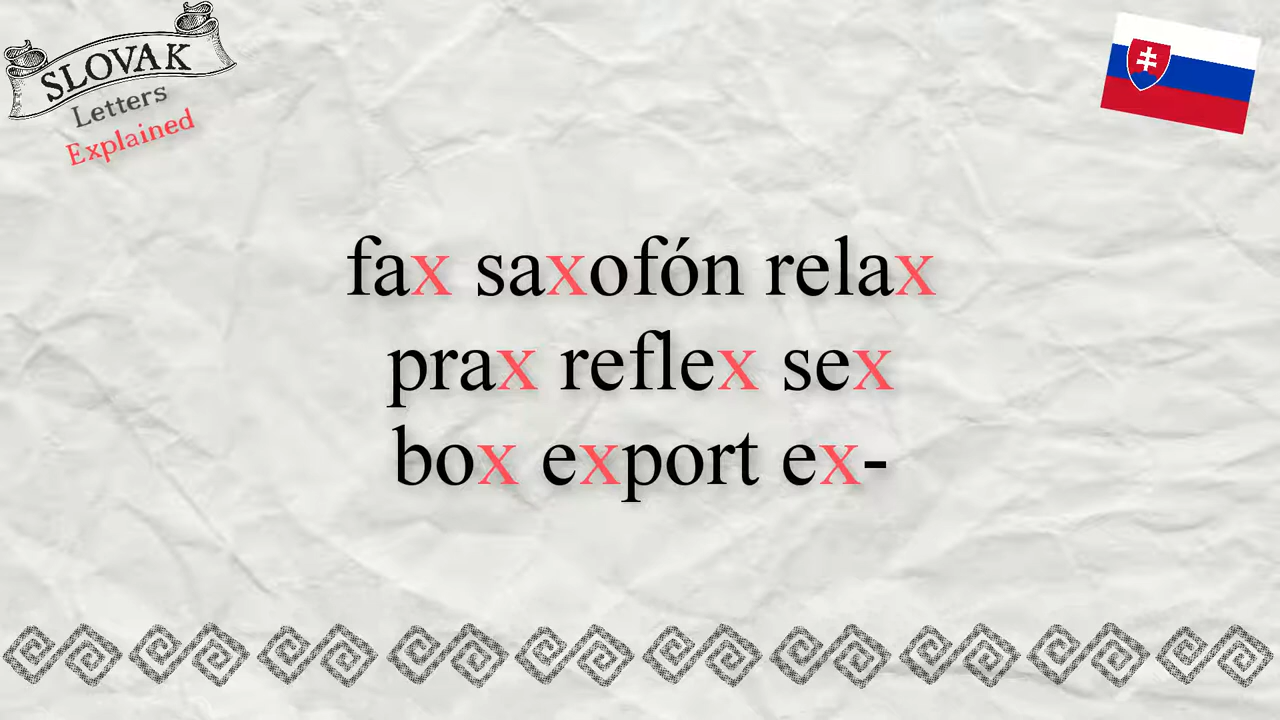 SLOVAK
Letters
Explained
fax saxofón relax
prax reflex sex
box export ex-